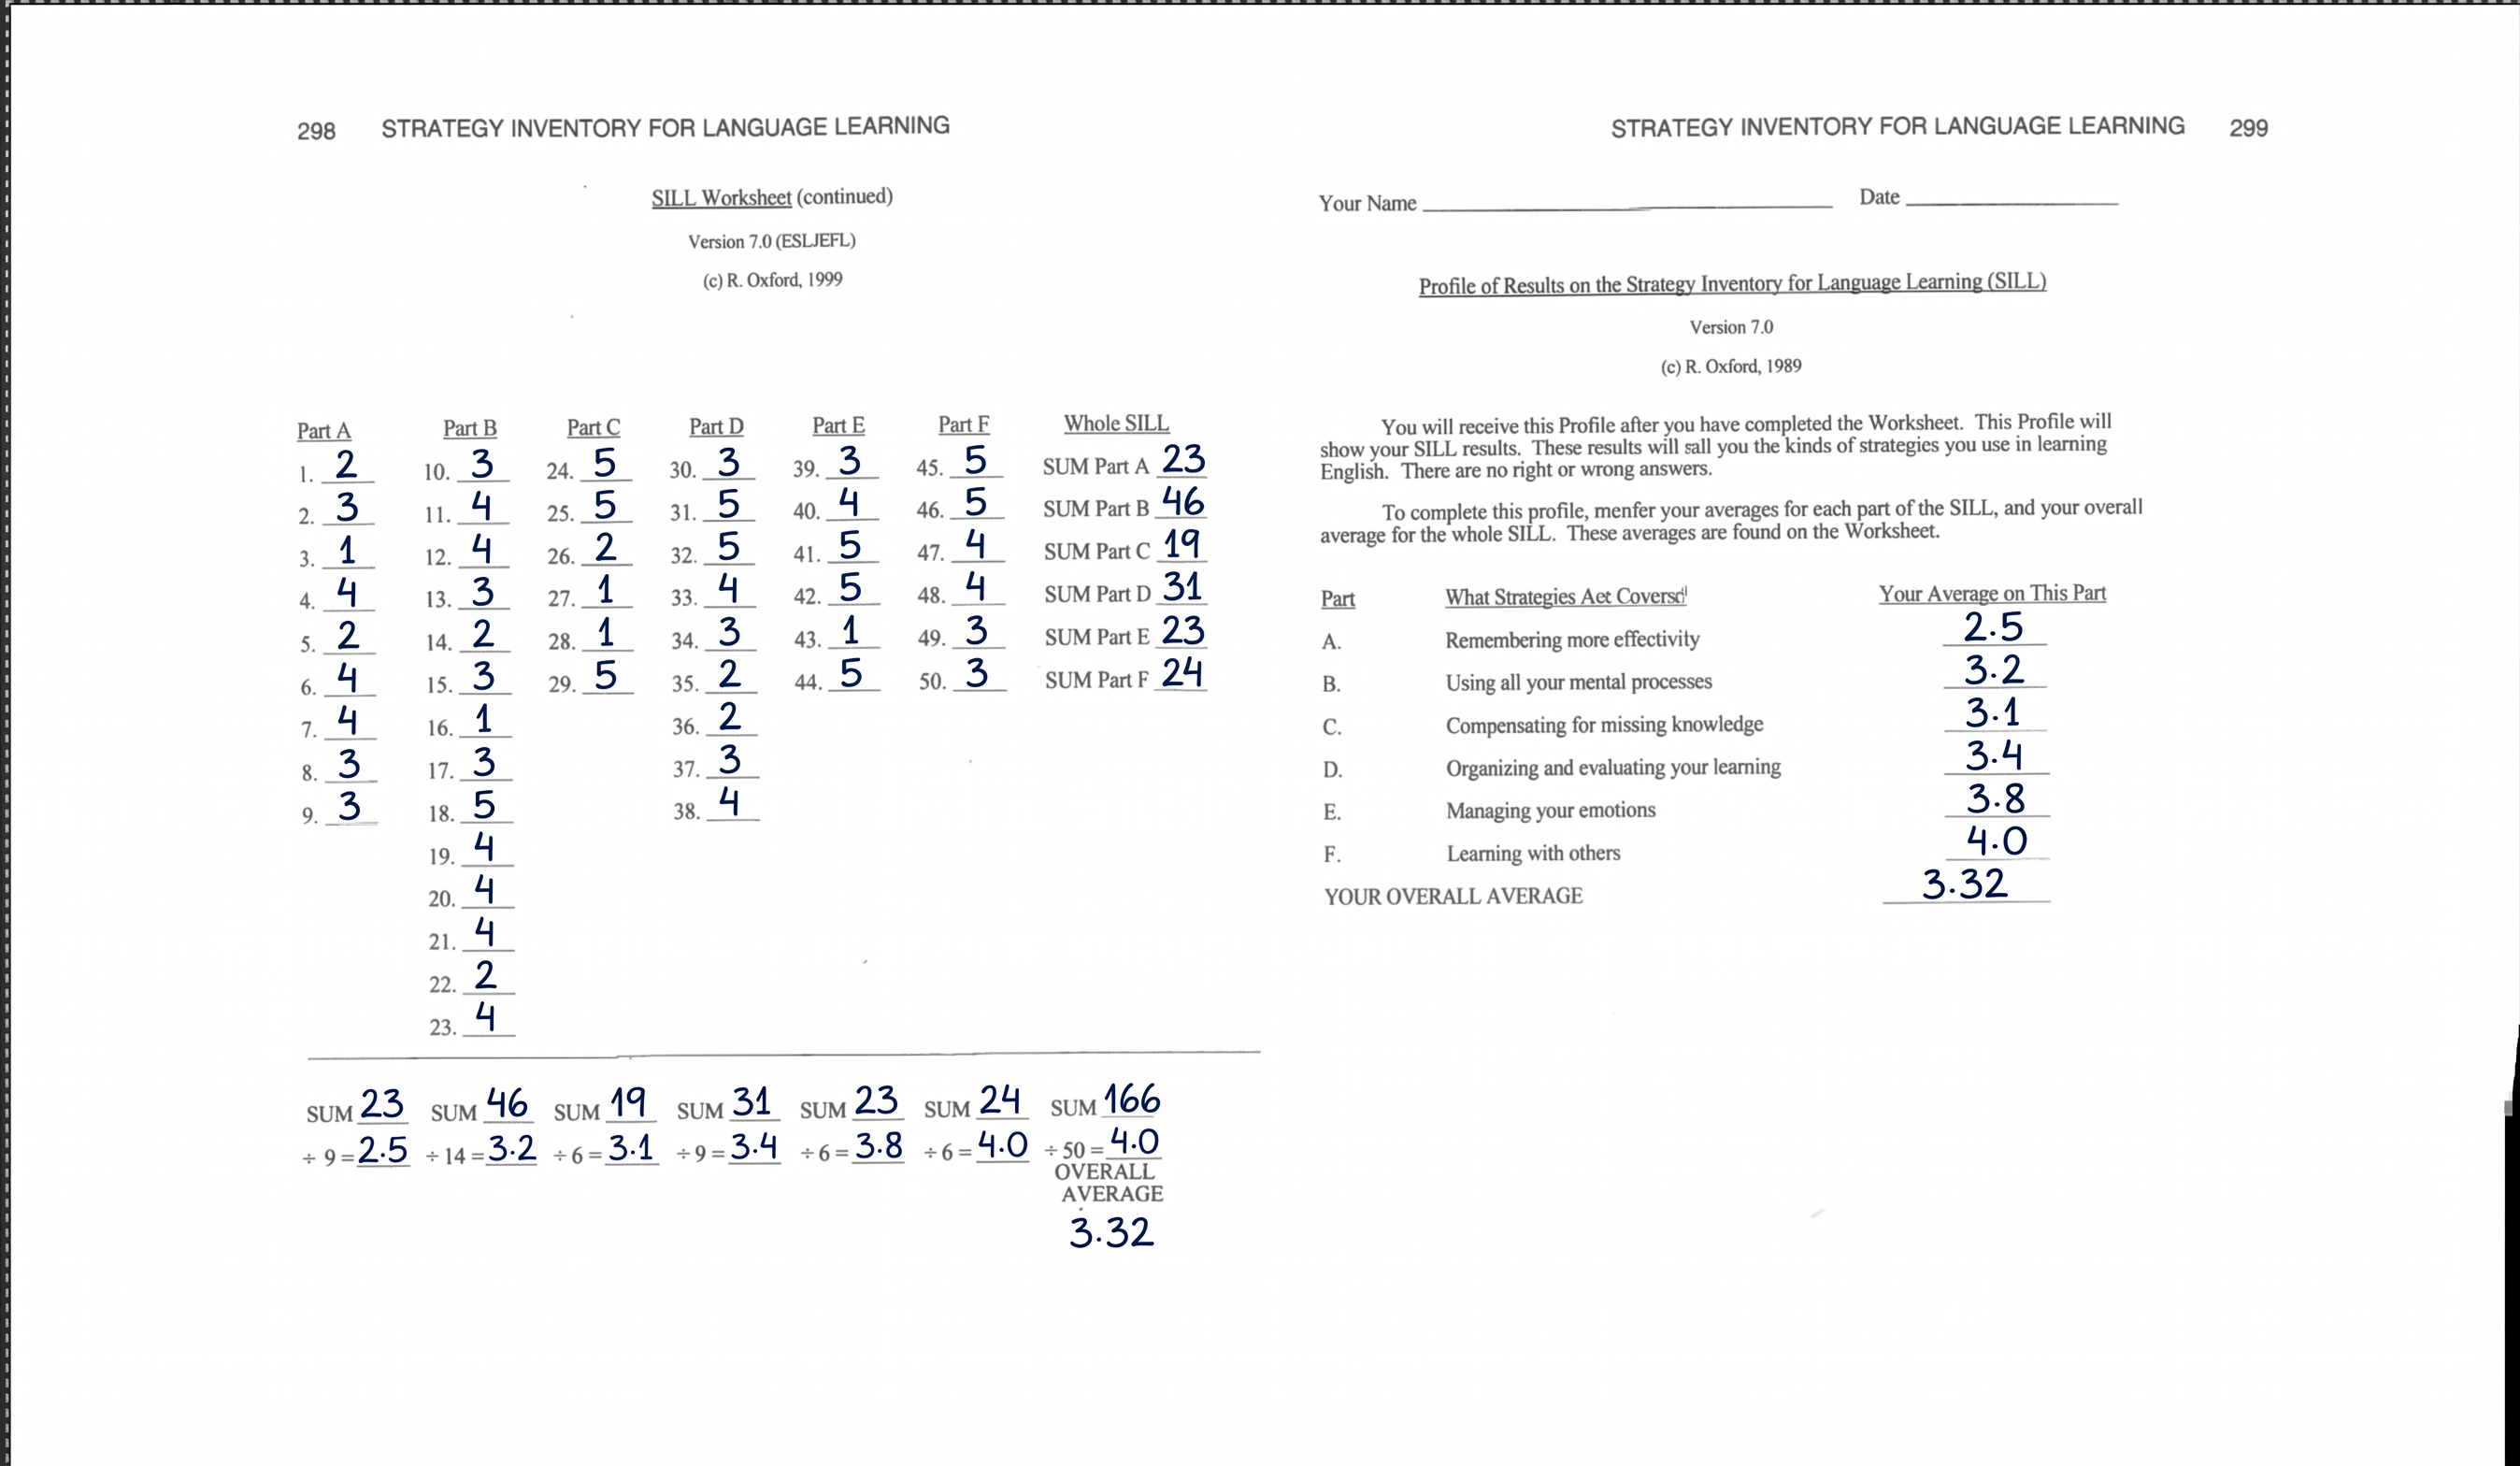 298 STRATEGY INVENTORY FOR LANGUAGE LEARNING
SILL Worksheet (continued)
Version 7.0 (ESLJEFL)
(c) R. Oxford, 1999
Part A Part B Part C Part D Part E Part F Whole SILL
1. 2 10. 3 24. 5 30. 3 39. 3 45. 5 SUM Part A 23
2. 3 11. 4 25. 5 31. 5 40. 4 46. 5 SUM Part B 46
3. 1 12. 4 26. 2 32. 5 41. 5 47. 4 SUM Part C 19
4. 4 13. 3 27. 1 33. 4 42. 5 48. 4 SUM Part D 31
5. 2 14. 2 28. 1 34. 3 43. 1 49. 3 SUM Part E 23
6. 4 15. 3 29. 5 35. 2 44. 5 50. 3 SUM Part F 24
7. 4 16. 1 36. 2
8. 3 17. 3 37. 3
9. 3 18. 5 38. 4
19. 4
20. 4
21. 4
22. 2
23. 4
SUM 23 SUM 46 SUM 19 SUM 31 SUM 23 SUM 24 SUM 166
÷ 9 = 2.5 ÷ 14 = 3.2 ÷ 6 = 3.1 ÷ 9 = 3.4 ÷ 6 = 3.8 ÷ 6 = 4.0 ÷ 50 = 4.0
OVERALL
AVERAGE
3.32
STRATEGY INVENTORY FOR LANGUAGE LEARNING 299
Your Name Date
Profile of Results on the Strategy Inventory for Language Learning (SILL)
Version 7.0
(c) R. Oxford, 1989
You will receive this Profile after you have completed the Worksheet. This Profile will
show your SILL results. These results will sall you the kinds of strategies you use in learning
English. There are no right or wrong answers.
To complete this profile, menfer your averages for each part of the SILL, and your overall
average for the whole SILL. These averages are found on the Worksheet.
Part What Strategies Aet Coversd' Your Average on This Part
A. Remembering more effectivity 2.5
B. Using all your mental processes 3.2
C. Compensating for missing knowledge 3.1
D. Organizing and evaluating your learning 3.4
E. Managing your emotions 3.8
F. Learning with others 4.0
YOUR OVERALL AVERAGE 3.32